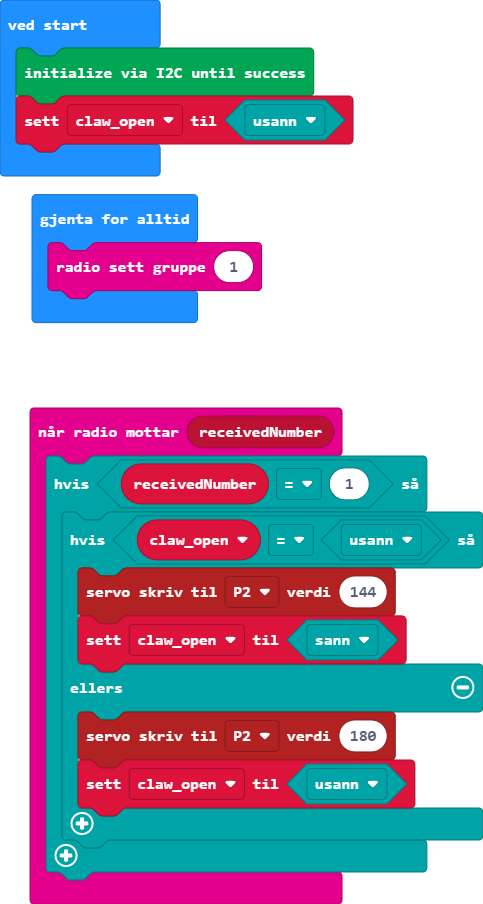 ved start
initialize via I2C until success
sett claw_open til usann
gjenta for alltid
radio sett gruppe 1
når radio mottar receivedNumber
hvis receivedNumber = 1 så
hvis claw_open = usann så
servo skriv til P2 verdi 144
sett claw_open til sann
ellers
servo skriv til P2 verdi 180
sett claw_open til usann